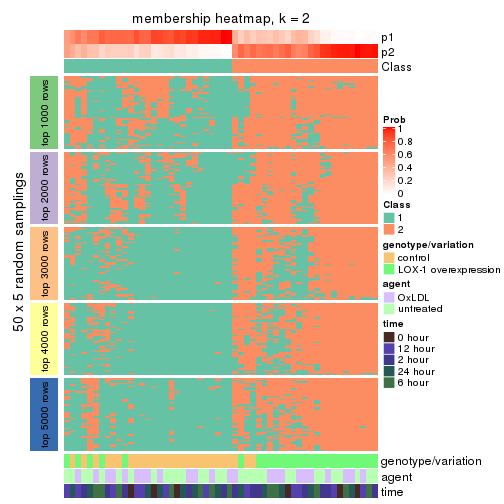 membership heatmap, k = 2
p1
p2
Class
50 x 5 random samplings
top 1000 rows
top 2000 rows
top 3000 rows
top 4000 rows
top 5000 rows
Prob
1
0.8
0.6
0.4
0.2
0
Class
1
2
genotype/variation
control
LOX-1 overexpression
agent
OxLDL
untreated
time
0 hour
12 hour
2 hour
24 hour
6 hour
genotype/variation
agent
time